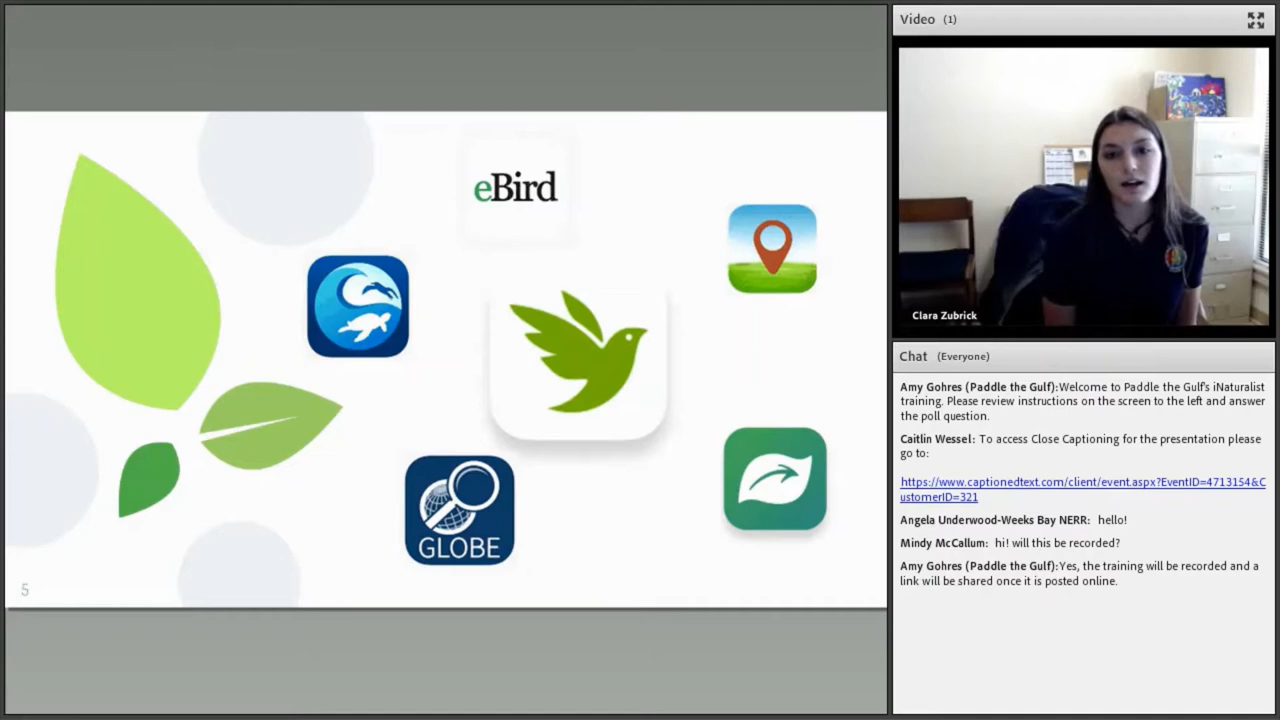 eBird
GLOBE
5
Video (1)
Clara Zubrick
Chat (Everyone)
Amy Gohres (Paddle the Gulf):Welcome to Paddle the Gulf's iNaturalist
training. Please review instructions on the screen to the left and answer
the poll question.
Caitlin Wessel: To access Close Captioning for the presentation please
go to:
https://www.captionedtext.com/client/event.aspx?EventID=4713154&C
ustomerID=321
Angela Underwood-Weeks Bay NERR: hello!
Mindy McCallum: hi! will this be recorded?
Amy Gohres (Paddle the Gulf):Yes, the training will be recorded and a
link will be shared once it is posted online.